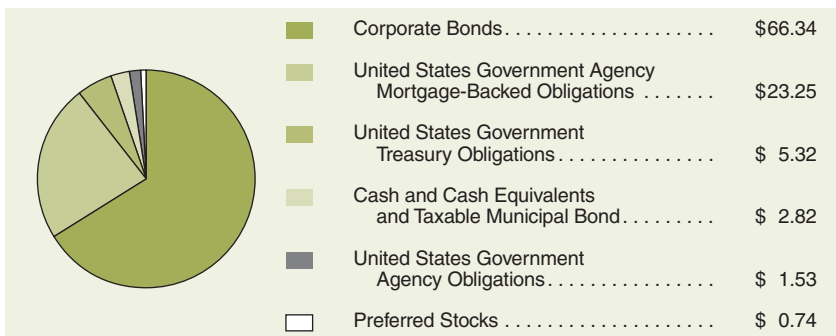 Corporate Bonds.................... $66.34
United States Government Agency
Mortgage-Backed Obligations ....... $23.25
United States Government
Treasury Obligations............... $ 5.32
Cash and Cash Equivalents
and Taxable Municipal Bond......... $ 2.82
United States Government
Agency Obligations................ $ 1.53
Preferred Stocks .................... $ 0.74